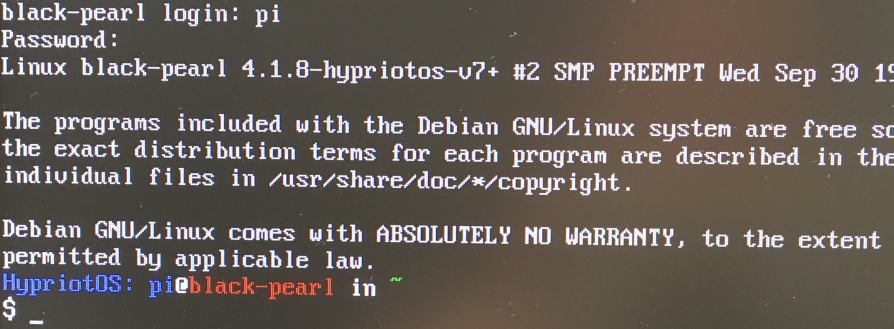 black-pearl login: pi
Password:
Linux black-pearl 4.1.8-hypriotos-v7+ #2 SMP PREEMPT Wed Sep 30
The programs included with the Debian GNU/Linux system are free
the exact distribution terms for each program are described in the
individual files in /usr/share/doc/*/copyright.
Debian GNU/Linux comes with ABSOLUTELY NO WARRANTY, to the extent
permitted by applicable law.
HypriotOS: pi@black-pearl in ~
$ _